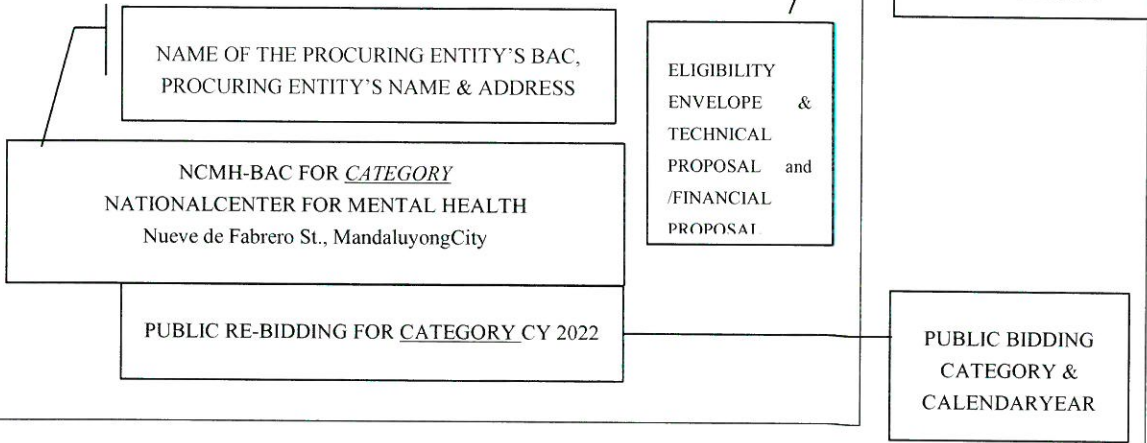 NAME OF THE PROCURING ENTITY'S BAC,
PROCURING ENTITY'S NAME & ADDRESS
ELIGIBILITY
ENVELOPE &
TECHNICAL
PROPOSAL and
/FINANCIAL
PROPOSAL
NCMH-BAC FOR CATEGORY
NATIONALCENTER FOR MENTAL HEALTH
Nueve de Fabrero St., MandaluyongCity
PUBLIC RE-BIDDING FOR CATEGORY CY 2022
PUBLIC BIDDING
CATEGORY &
CALENDARYEAR